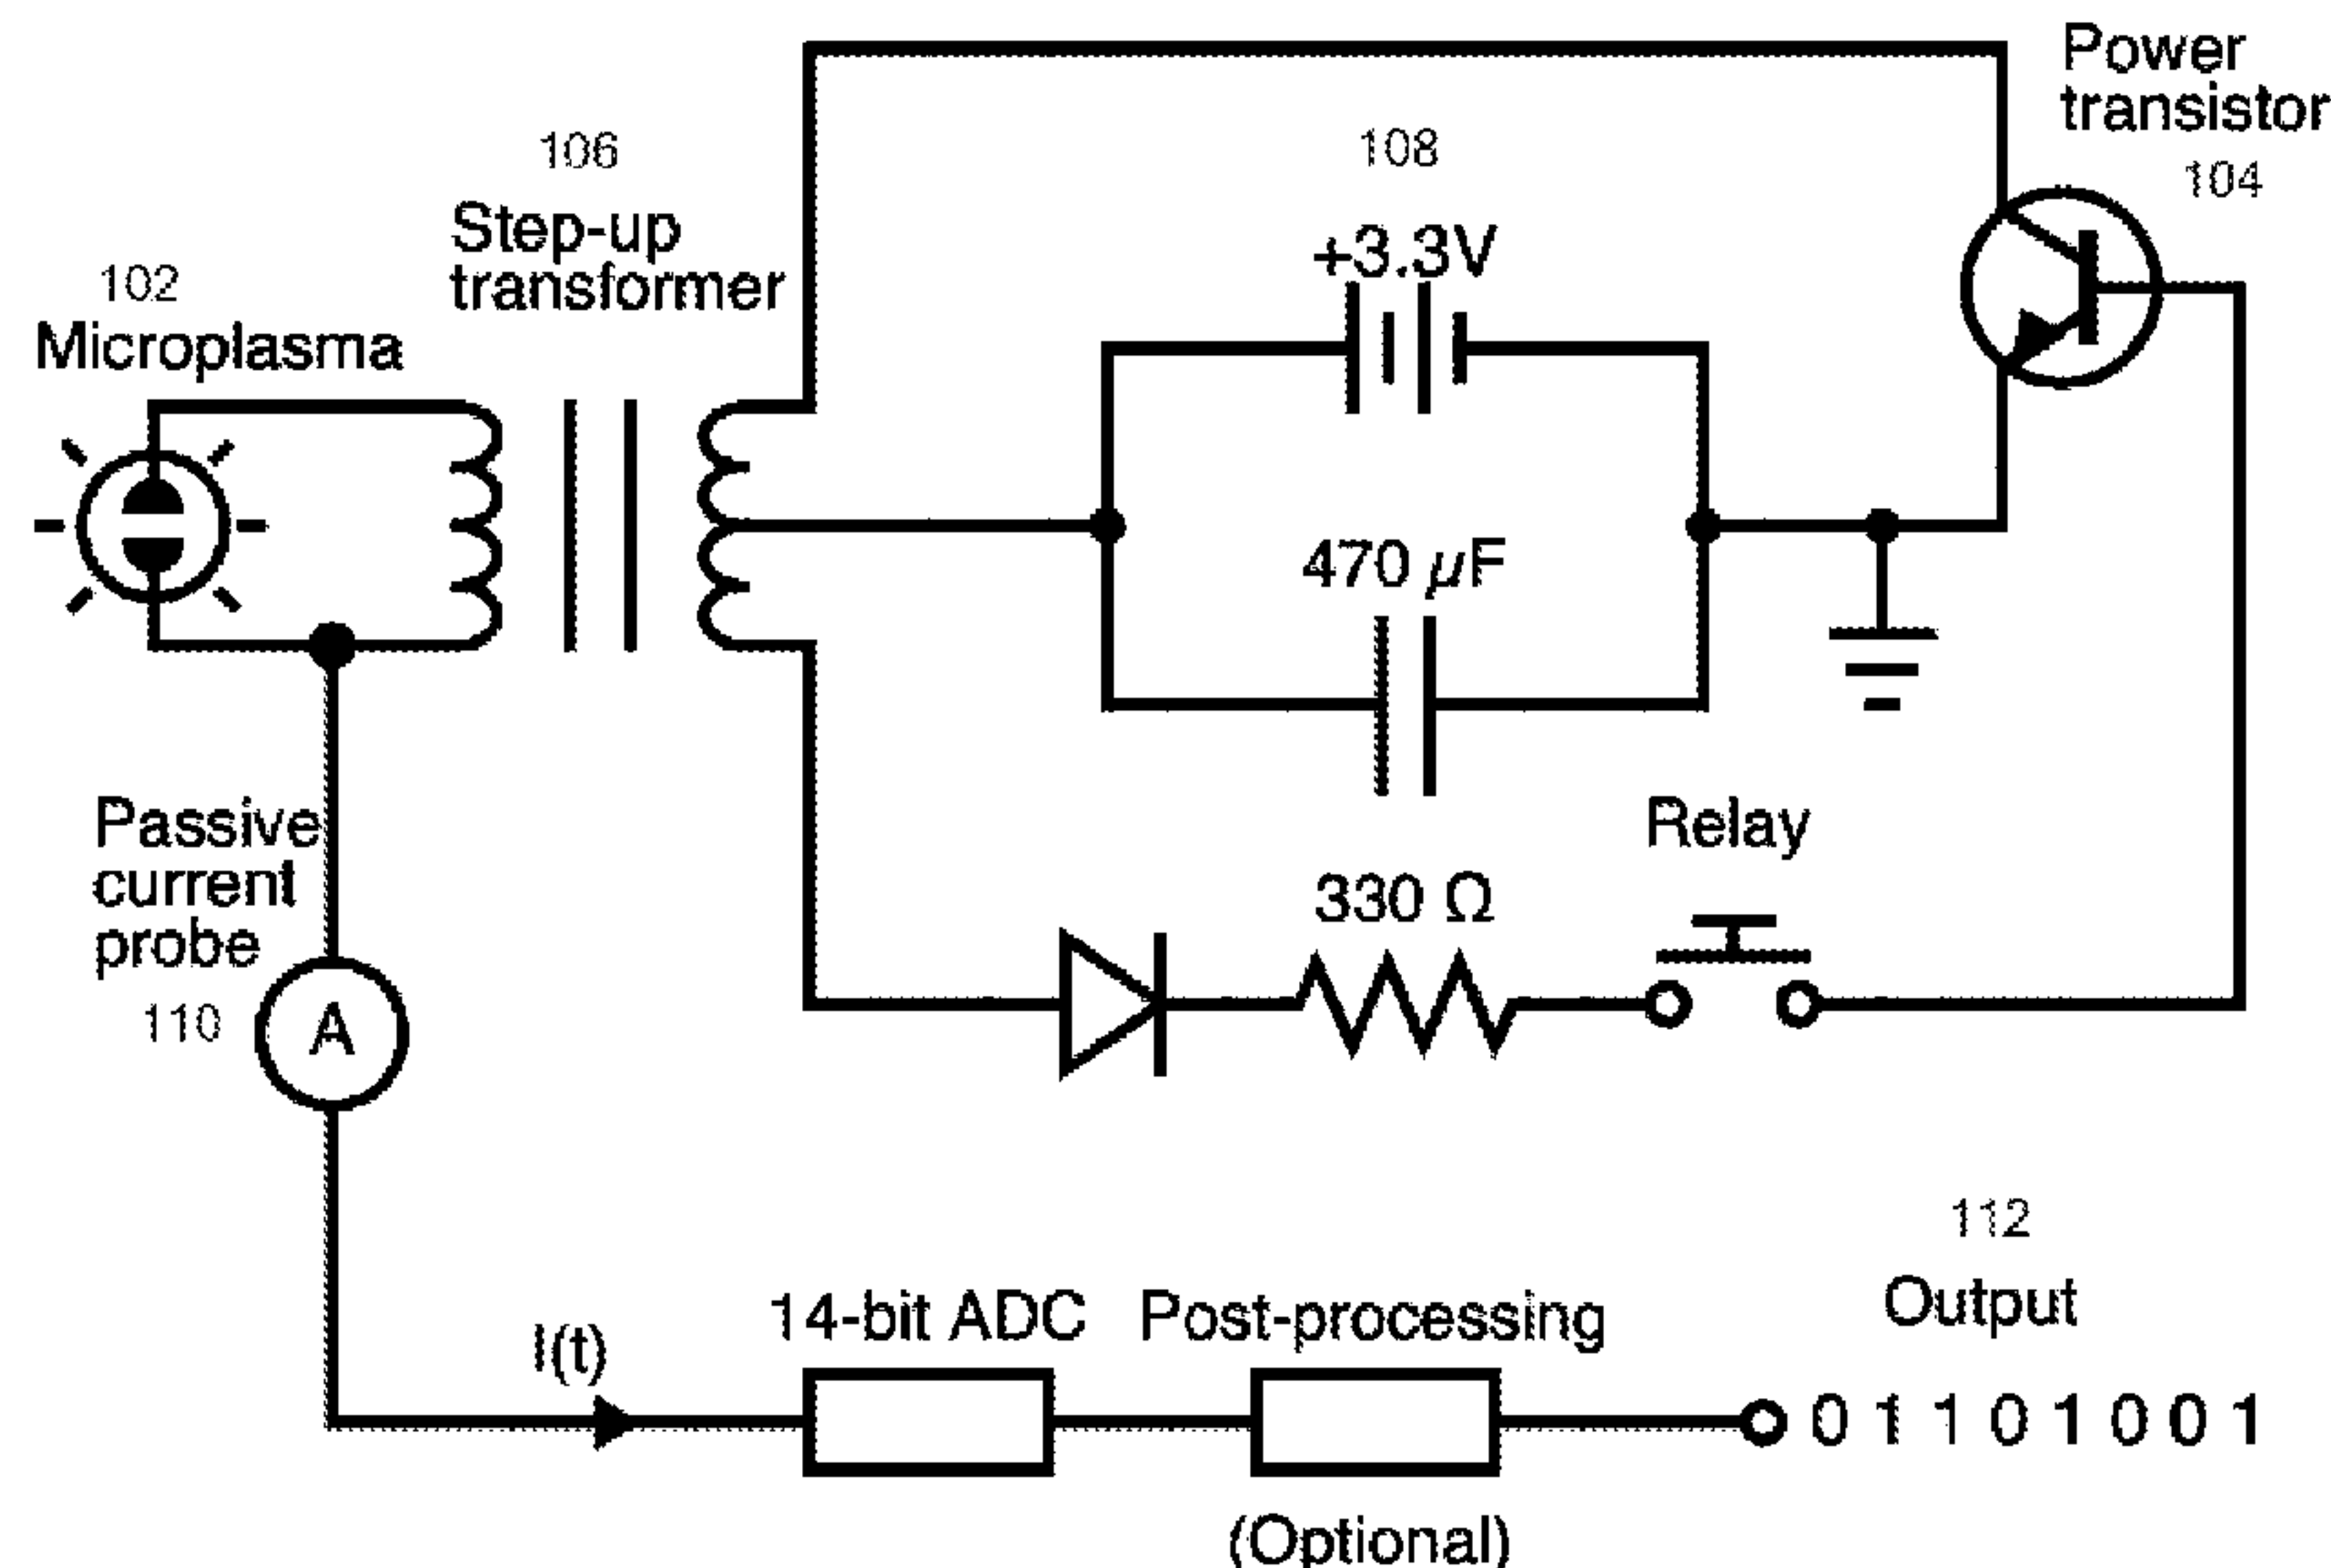 Power
transistor
104
106
Step-up
transformer
108
+3.3V
102
Microplasma
470 µF
Passive
current
probe
110
A
330 Ω
Relay
112
Output
I(t)
14-bit ADC
Post-processing
(Optional)
0 1 1 0 1 0 0 1